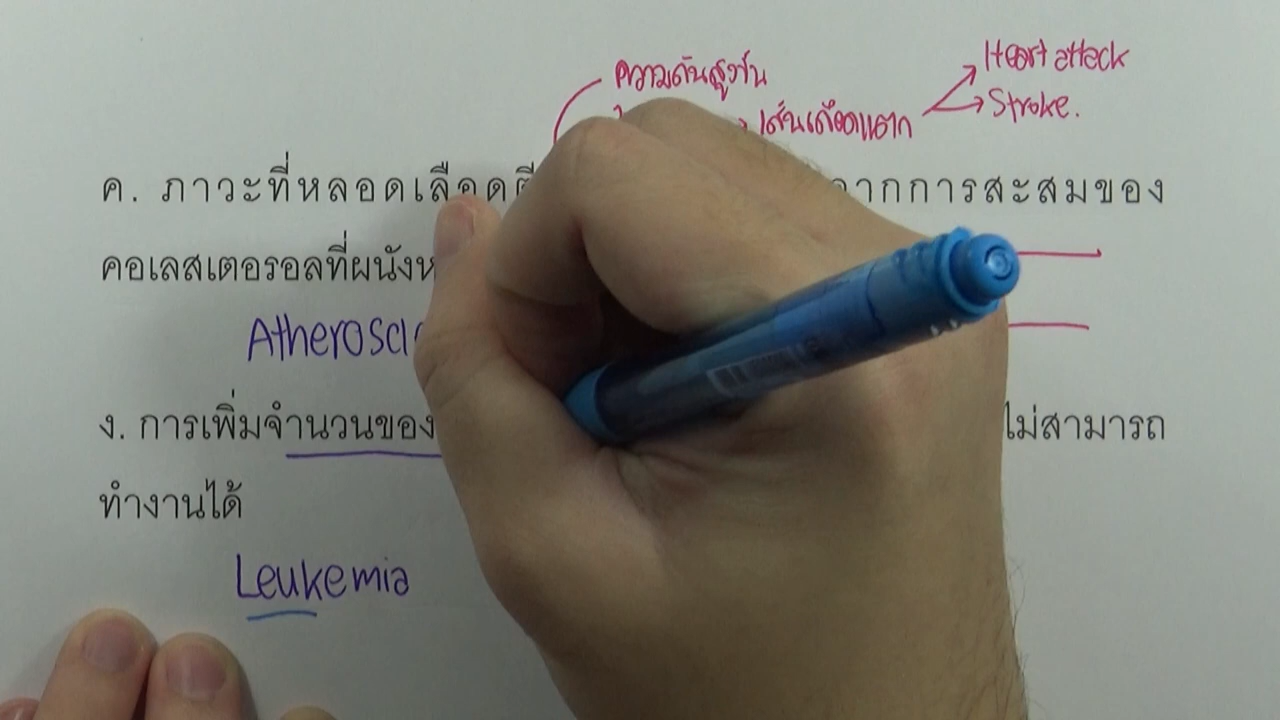 Heart attack
ความดันสูงขึ้น
Stroke.
เส้นเลือดแตก
ค. ภาวะที่หลอดเลือด ากการสะสมของ
คอเลสเตอรอลที่ผนังห
Atheroscl
ง. การเพิ่มจำนวนของ ไม่สามารถ
ทำงานได้
Leukemia